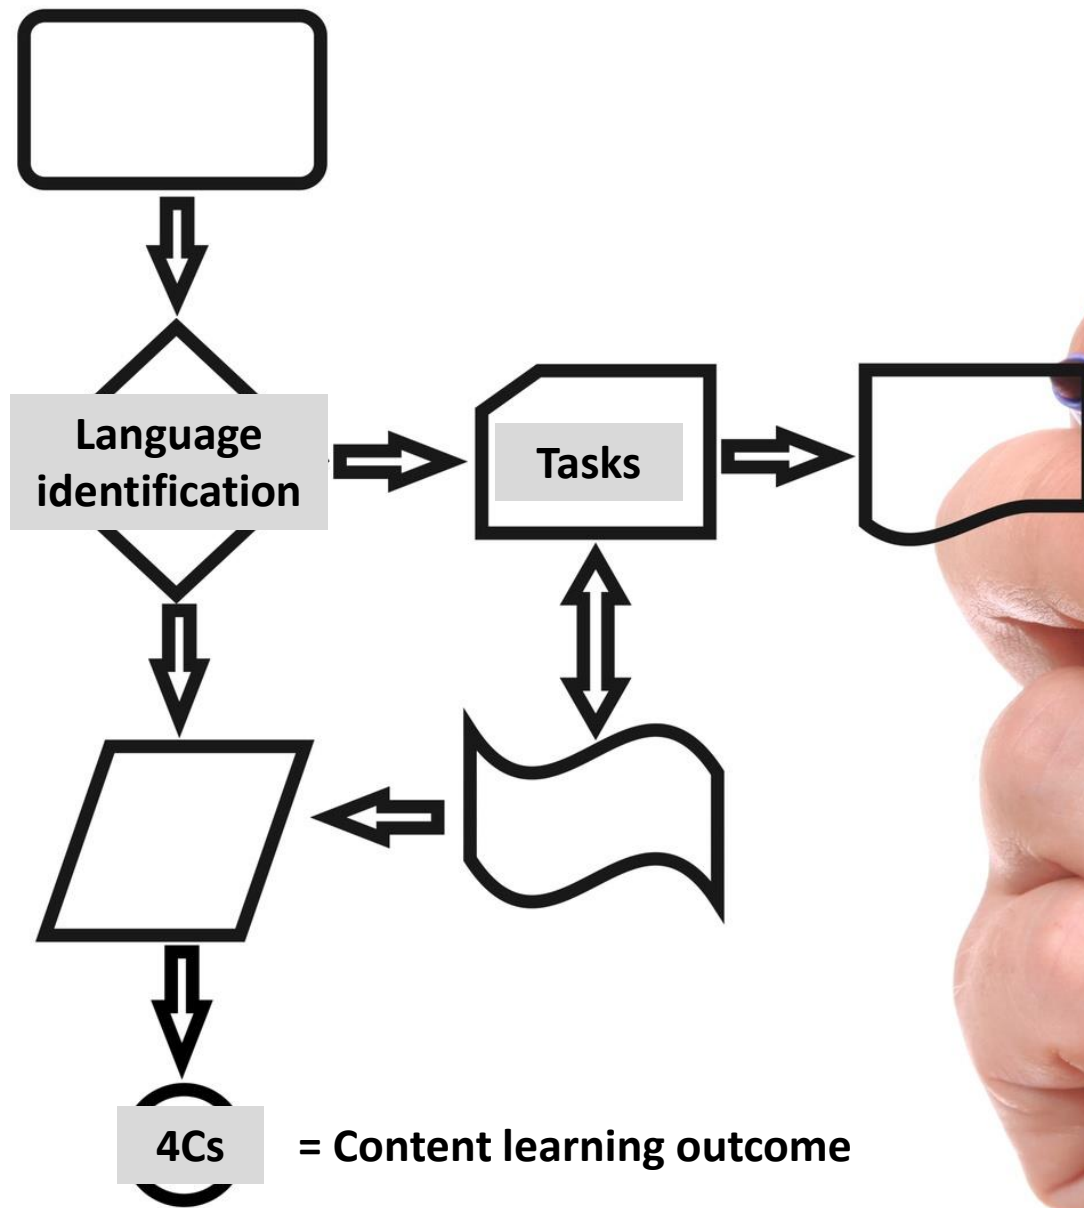 Language
identification
Tasks
4Cs = Content learning outcome